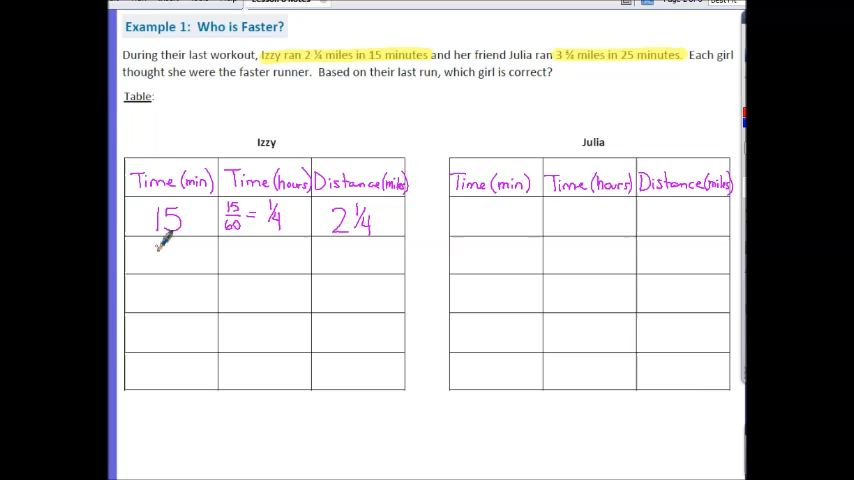 Example 1:  Who is Faster?
During their last workout, Izzy ran 2 ¼ miles in 15 minutes and her friend Julia ran 3 ¾ miles in 25 minutes.  Each girl
thought she were the faster runner.  Based on their last run, which girl is correct?
Table:
Izzy
Julia
Time (min) Time (hours) Distance (miles)
Time (min) Time (hours) Distance (miles)
15 15/60 = 1/4 2 1/4